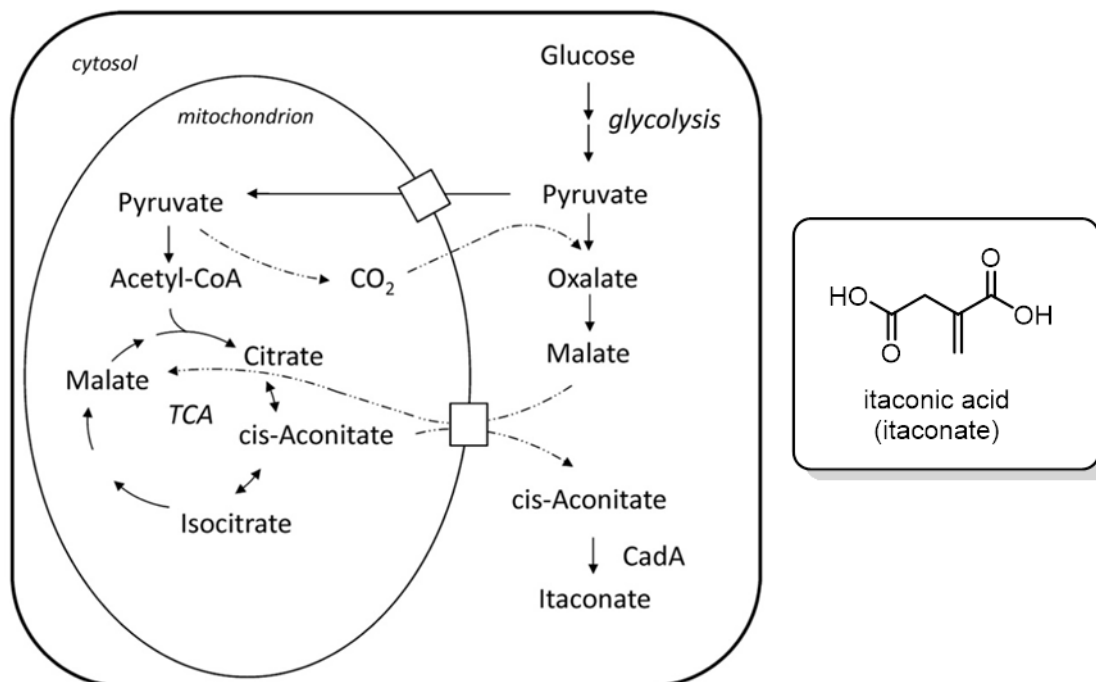 cytosol
Glucose
mitochondrion
glycolysis
Pyruvate
Pyruvate
Acetyl-CoA
CO2
Oxalate
Citrate
Malate
Malate
TCA
cis-Aconitate
Isocitrate
cis-Aconitate
CadA
Itaconate
O
HO
OH
O
itaconic acid
(itaconate)